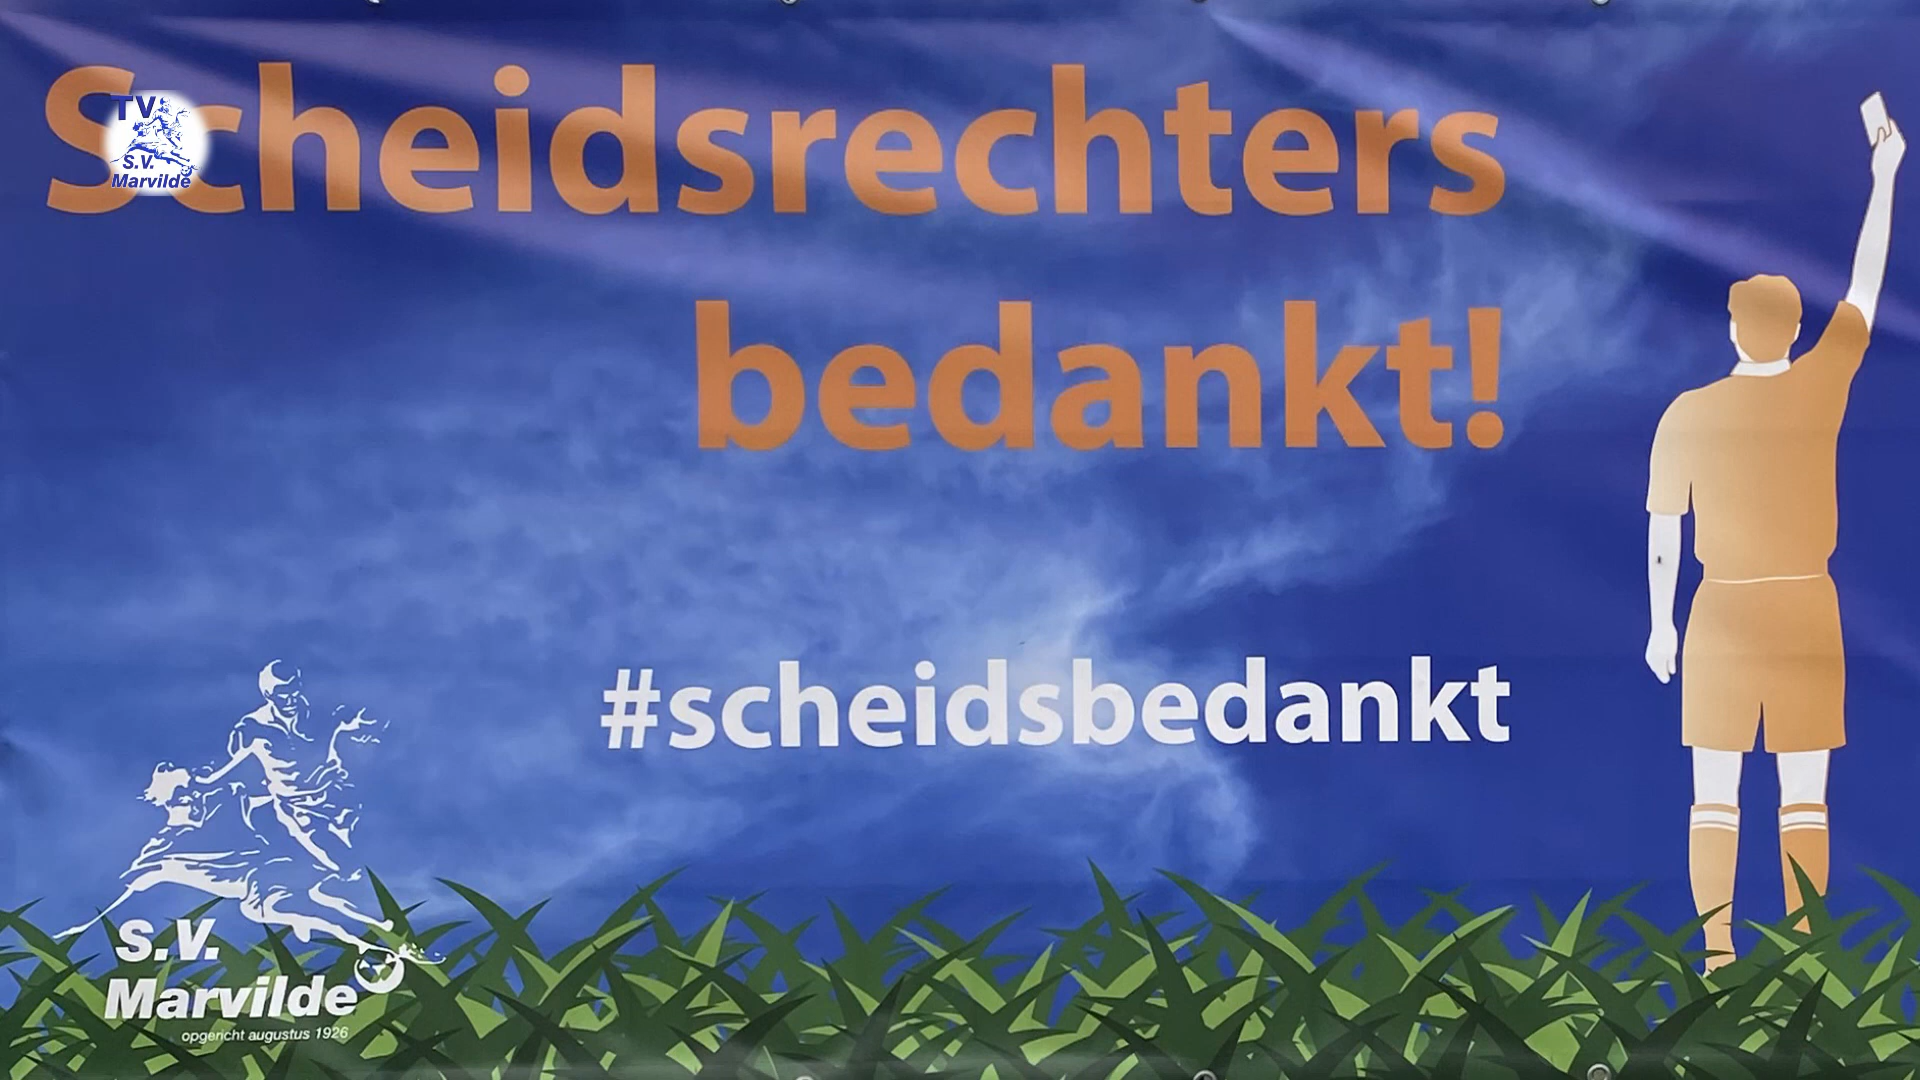 Scheidsrechters
bedankt!
#scheidsbedankt
TV
S.V.
Marvilde
S.V.
Marvilde
opgericht augustus 1926